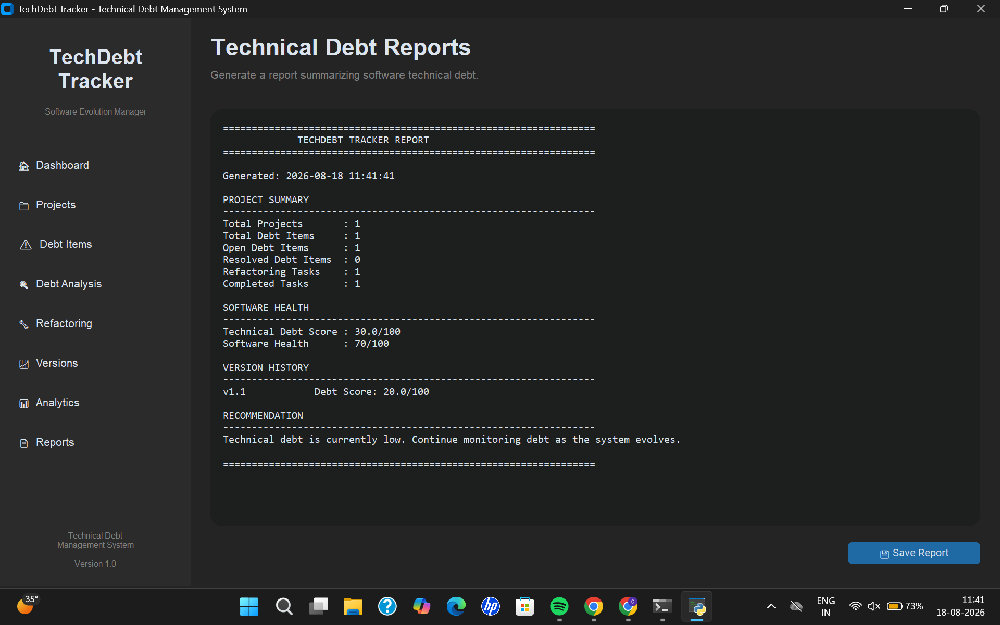 TechDebt Tracker - Technical Debt Management System
TechDebt
Tracker
Software Evolution Manager
Dashboard
Projects
Debt Items
Debt Analysis
Refactoring
Versions
Analytics
Reports
Technical Debt
Management System
Version 1.0
Technical Debt Reports
Generate a report summarizing software technical debt.
=================================================================
TECHDEBT TRACKER REPORT
=================================================================
Generated: 2026-08-18 11:41:41
PROJECT SUMMARY
-----------------------------------------------------------------
Total Projects       : 1
Total Debt Items     : 1
Open Debt Items      : 1
Resolved Debt Items  : 0
Refactoring Tasks    : 1
Completed Tasks      : 1
SOFTWARE HEALTH
-----------------------------------------------------------------
Technical Debt Score : 30.0/100
Software Health      : 70/100
VERSION HISTORY
-----------------------------------------------------------------
v1.1            Debt Score: 20.0/100
RECOMMENDATION
-----------------------------------------------------------------
Technical debt is currently low. Continue monitoring debt as the system evolves.
=================================================================
Save Report
35°
hp
C
ENG
IN
73%
11:41
18-08-2026